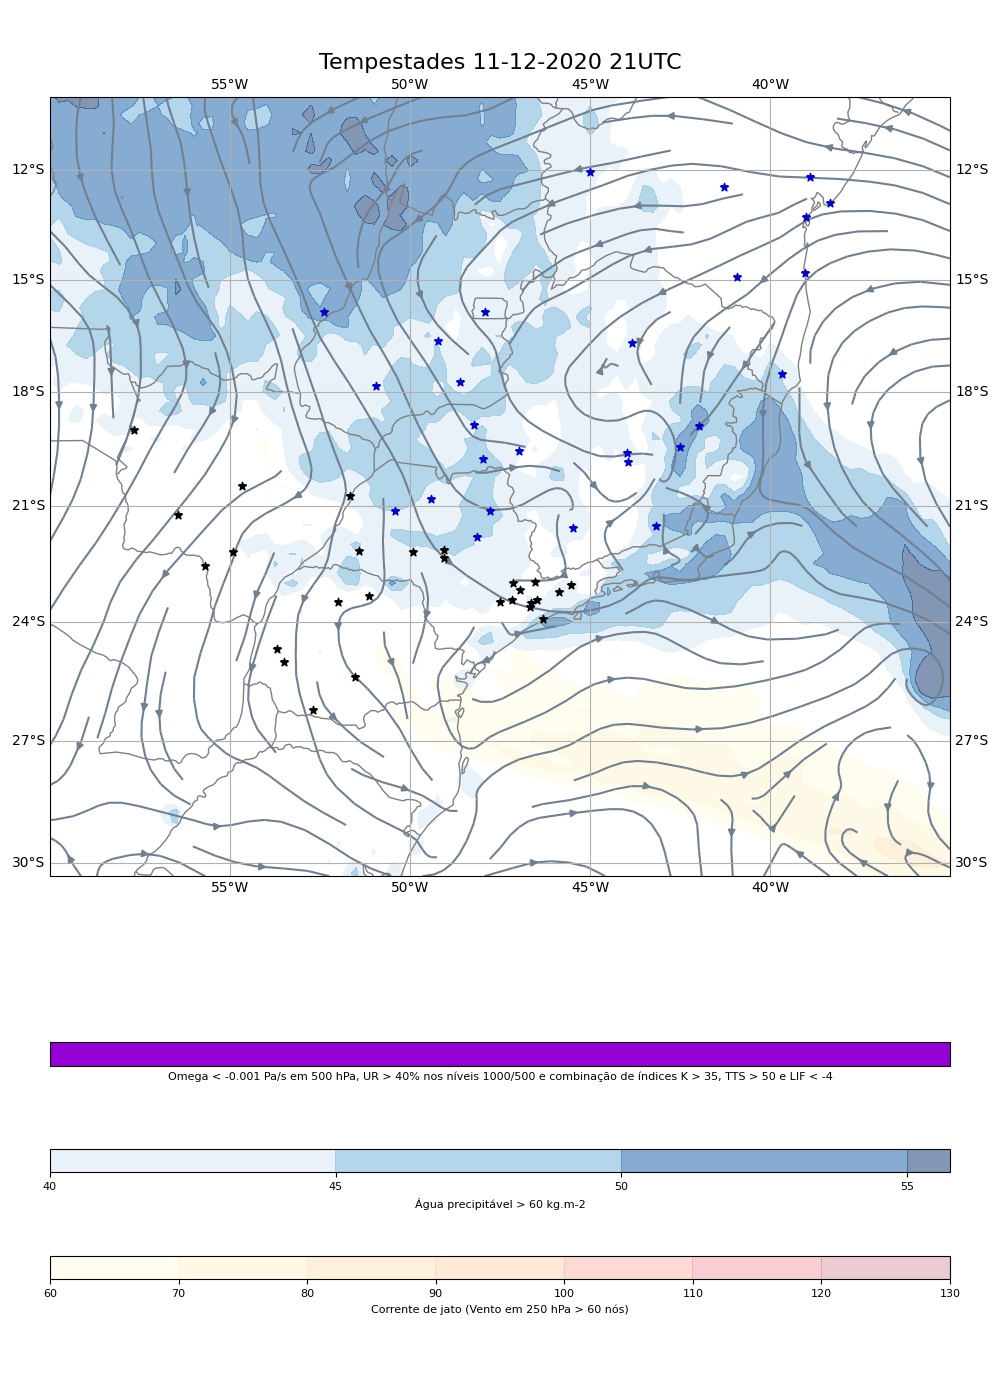 Tempestades 11-12-2020 21UTC
55°W 50°W 45°W 40°W
12°S 12°S
15°S 15°S
18°S 18°S
21°S 21°S
24°S 24°S
27°S 27°S
30°S 30°S
55°W 50°W 45°W 40°W
Omega < -0.001 Pa/s em 500 hPa, UR > 40% nos níveis 1000/500 e combinação de índices K > 35, TTS > 50 e LIF < -4
40 45 50 55
Água precipitável > 60 kg.m-2
60 70 80 90 100 110 120 130
Corrente de jato (Vento em 250 hPa > 60 nós)